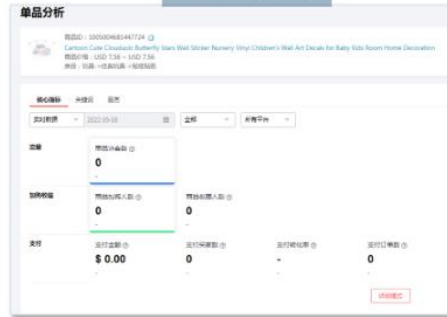 单品分析
商品ID：1005004681447724
Cartoon Cute Cloudasic Butterfly Stars Wall Sticker Nursery Vinyl Children's Wall Art Decals for Baby Kids Room Home Decoration
商品价格：USD 7.56 ~ USD 7.56
核心指标 关键词
实时数据 2022-09-18 全部 所有平台
流量 商品访客数
0
-
加购收藏 商品加购人数 商品收藏人数
0 0
- -
支付 支付金额 支付买家数 支付转化率 支付订单数
$ 0.00 0 - 0
- - - -